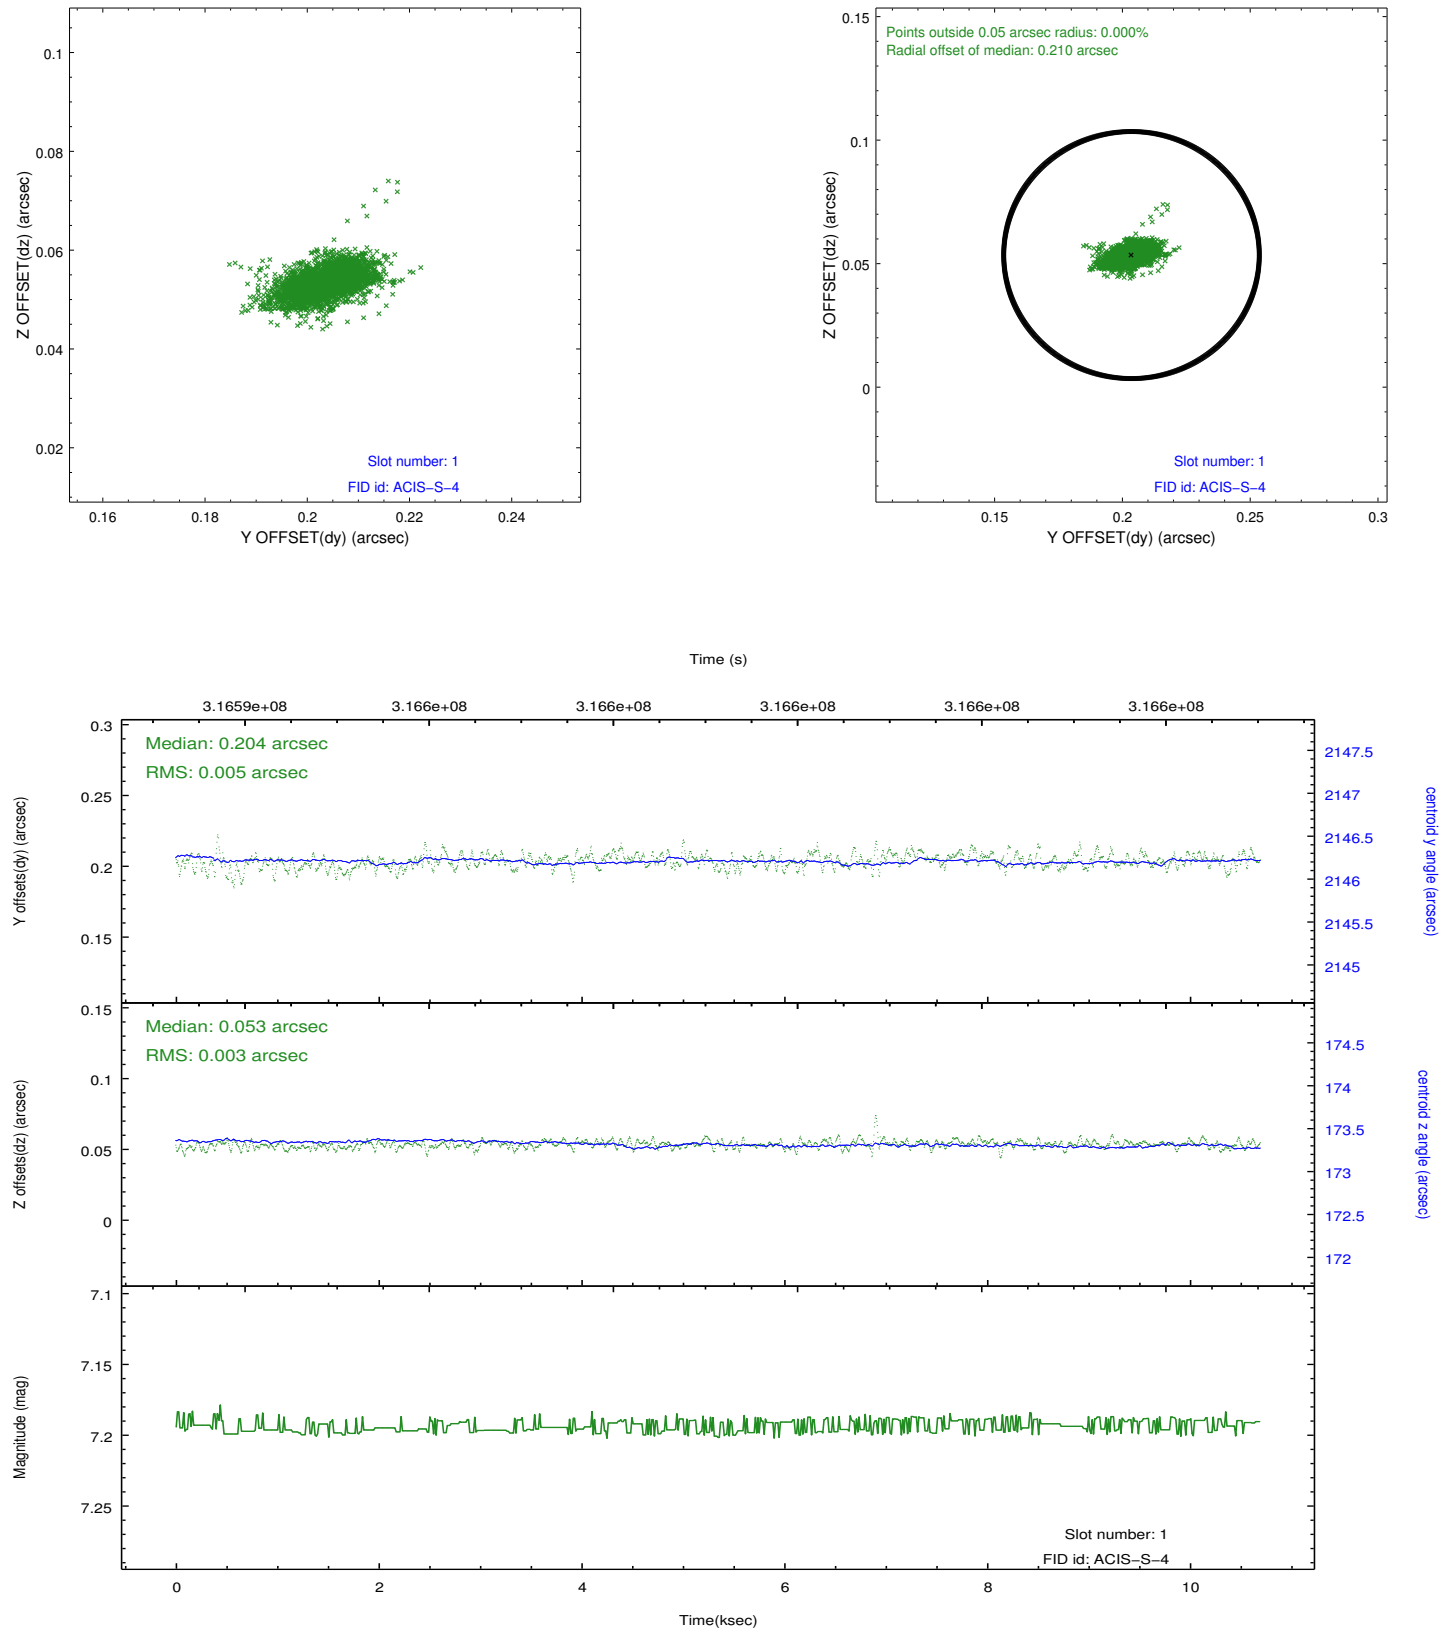 0.1
0.08
0.06
0.04
0.02
Z OFFSET(dz) (arcsec)
0.16 0.18 0.2 0.22 0.24
Y OFFSET(dy) (arcsec)
Slot number: 1
FID id: ACIS−S−4
Points outside 0.05 arcsec radius: 0.000%
Radial offset of median: 0.210 arcsec
0.15
0.1
0.05
0
Z OFFSET(dz) (arcsec)
0.15 0.2 0.25 0.3
Y OFFSET(dy) (arcsec)
Slot number: 1
FID id: ACIS−S−4
Time (s)
3.1659e+08 3.166e+08 3.166e+08 3.166e+08 3.166e+08 3.166e+08
Median: 0.204 arcsec
RMS: 0.005 arcsec
0.3
0.25
0.2
0.15
Y offsets(dy) (arcsec)
2147.5
2147
2146.5
2146
2145.5
2145
centroid y angle (arcsec)
Median: 0.053 arcsec
RMS: 0.003 arcsec
0.15
0.1
0.05
0
Z offsets(dz) (arcsec)
174.5
174
173.5
173
172.5
172
centroid z angle (arcsec)
7.1
7.15
7.2
7.25
Magnitude (mag)
Slot number: 1
FID id: ACIS−S−4
0 2 4 6 8 10
Time(ksec)